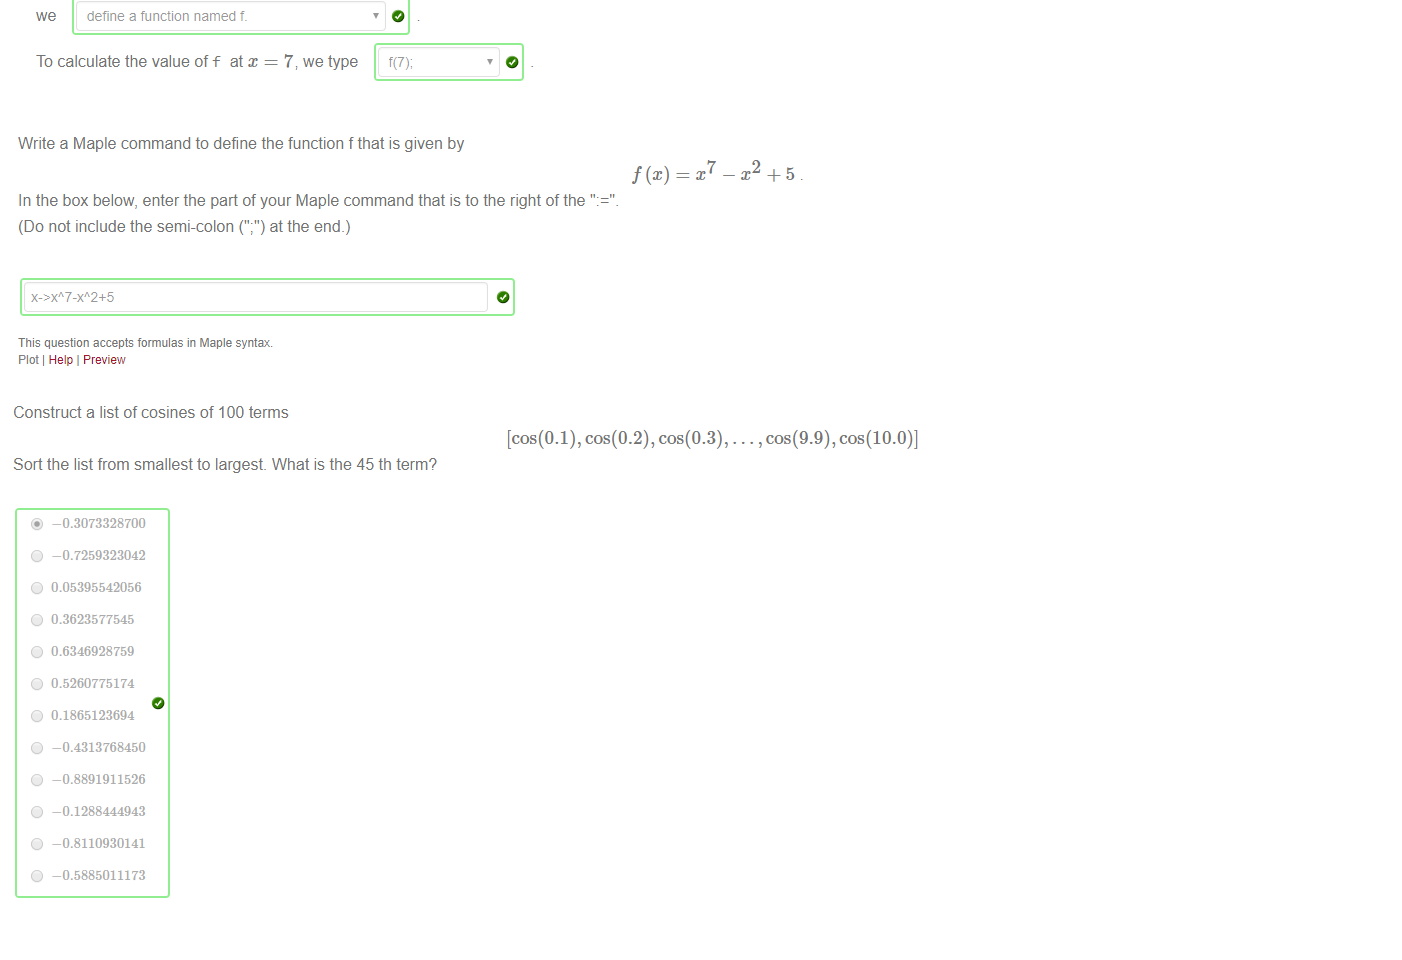 we define a function named f. .
To calculate the value of f at x = 7, we type f(7); .
Write a Maple command to define the function f that is given by
f (x) = x^7 − x^2 + 5 .
In the box below, enter the part of your Maple command that is to the right of the ":=".
(Do not include the semi-colon (";") at the end.)
x->x^7-x^2+5
This question accepts formulas in Maple syntax.
Plot | Help | Preview
Construct a list of cosines of 100 terms
[cos(0.1), cos(0.2), cos(0.3), . . . , cos(9.9), cos(10.0)]
Sort the list from smallest to largest. What is the 45 th term?
−0.3073328700
−0.7259323042
0.05395542056
0.3623577545
0.6346928759
0.5260775174
0.1865123694
−0.4313768450
−0.8891911526
−0.1288444943
−0.8110930141
−0.5885011173